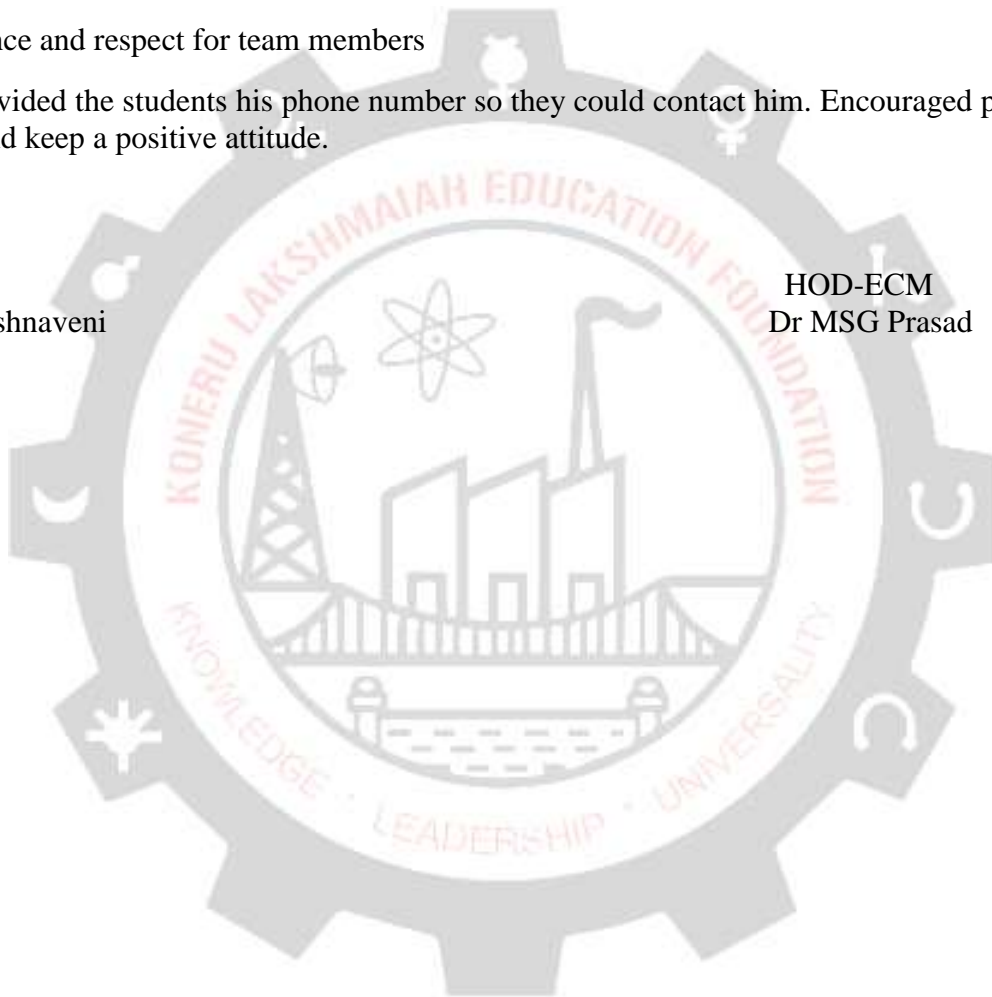 nce and respect for team members
vided the students his phone number so they could contact him. Encouraged p
d keep a positive attitude.
HOD-ECM
shnaveni Dr MSG Prasad
KONERU LAKSHMAIAH EDUCATION FOUNDATION
KNOWLEDGE · LEADERSHIP · UNIVERSALITY